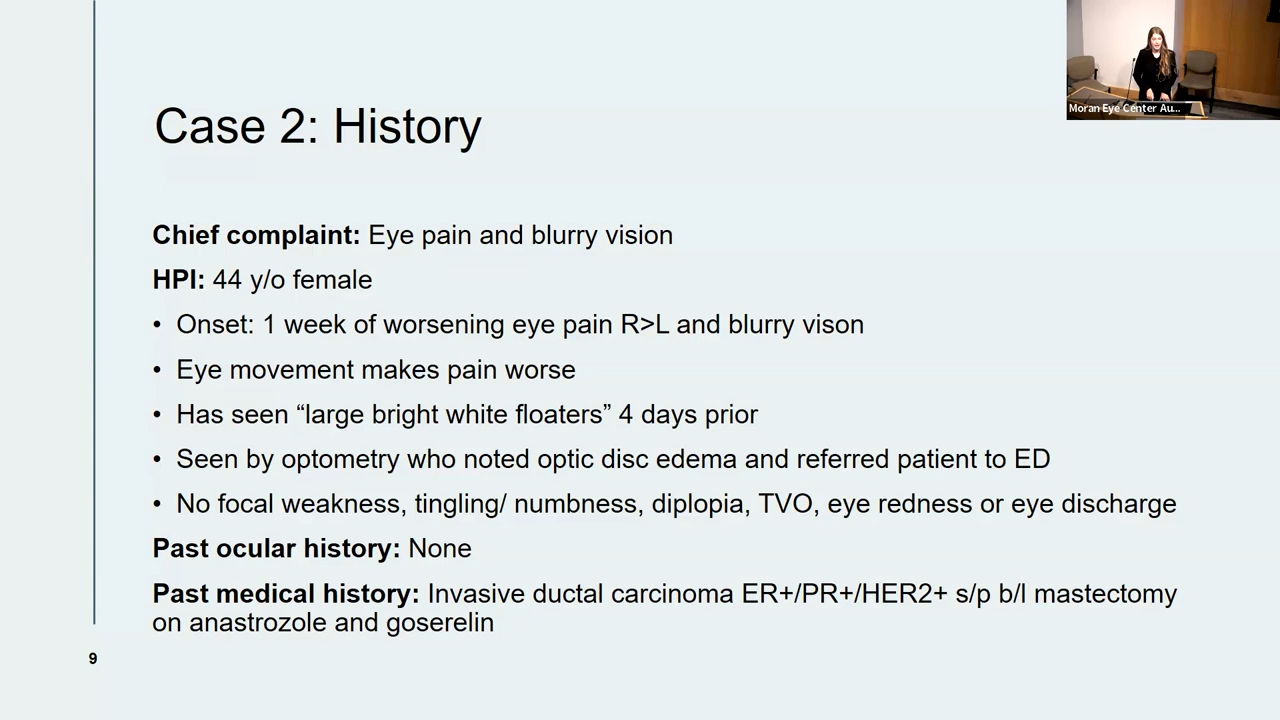 Moran Eye Center Au...
Case 2: History
Chief complaint: Eye pain and blurry vision
HPI: 44 y/o female
• Onset: 1 week of worsening eye pain R>L and blurry vison
• Eye movement makes pain worse
• Has seen “large bright white floaters” 4 days prior
• Seen by optometry who noted optic disc edema and referred patient to ED
• No focal weakness, tingling/ numbness, diplopia, TVO, eye redness or eye discharge
Past ocular history: None
Past medical history: Invasive ductal carcinoma ER+/PR+/HER2+ s/p b/l mastectomy
on anastrozole and goserelin
9